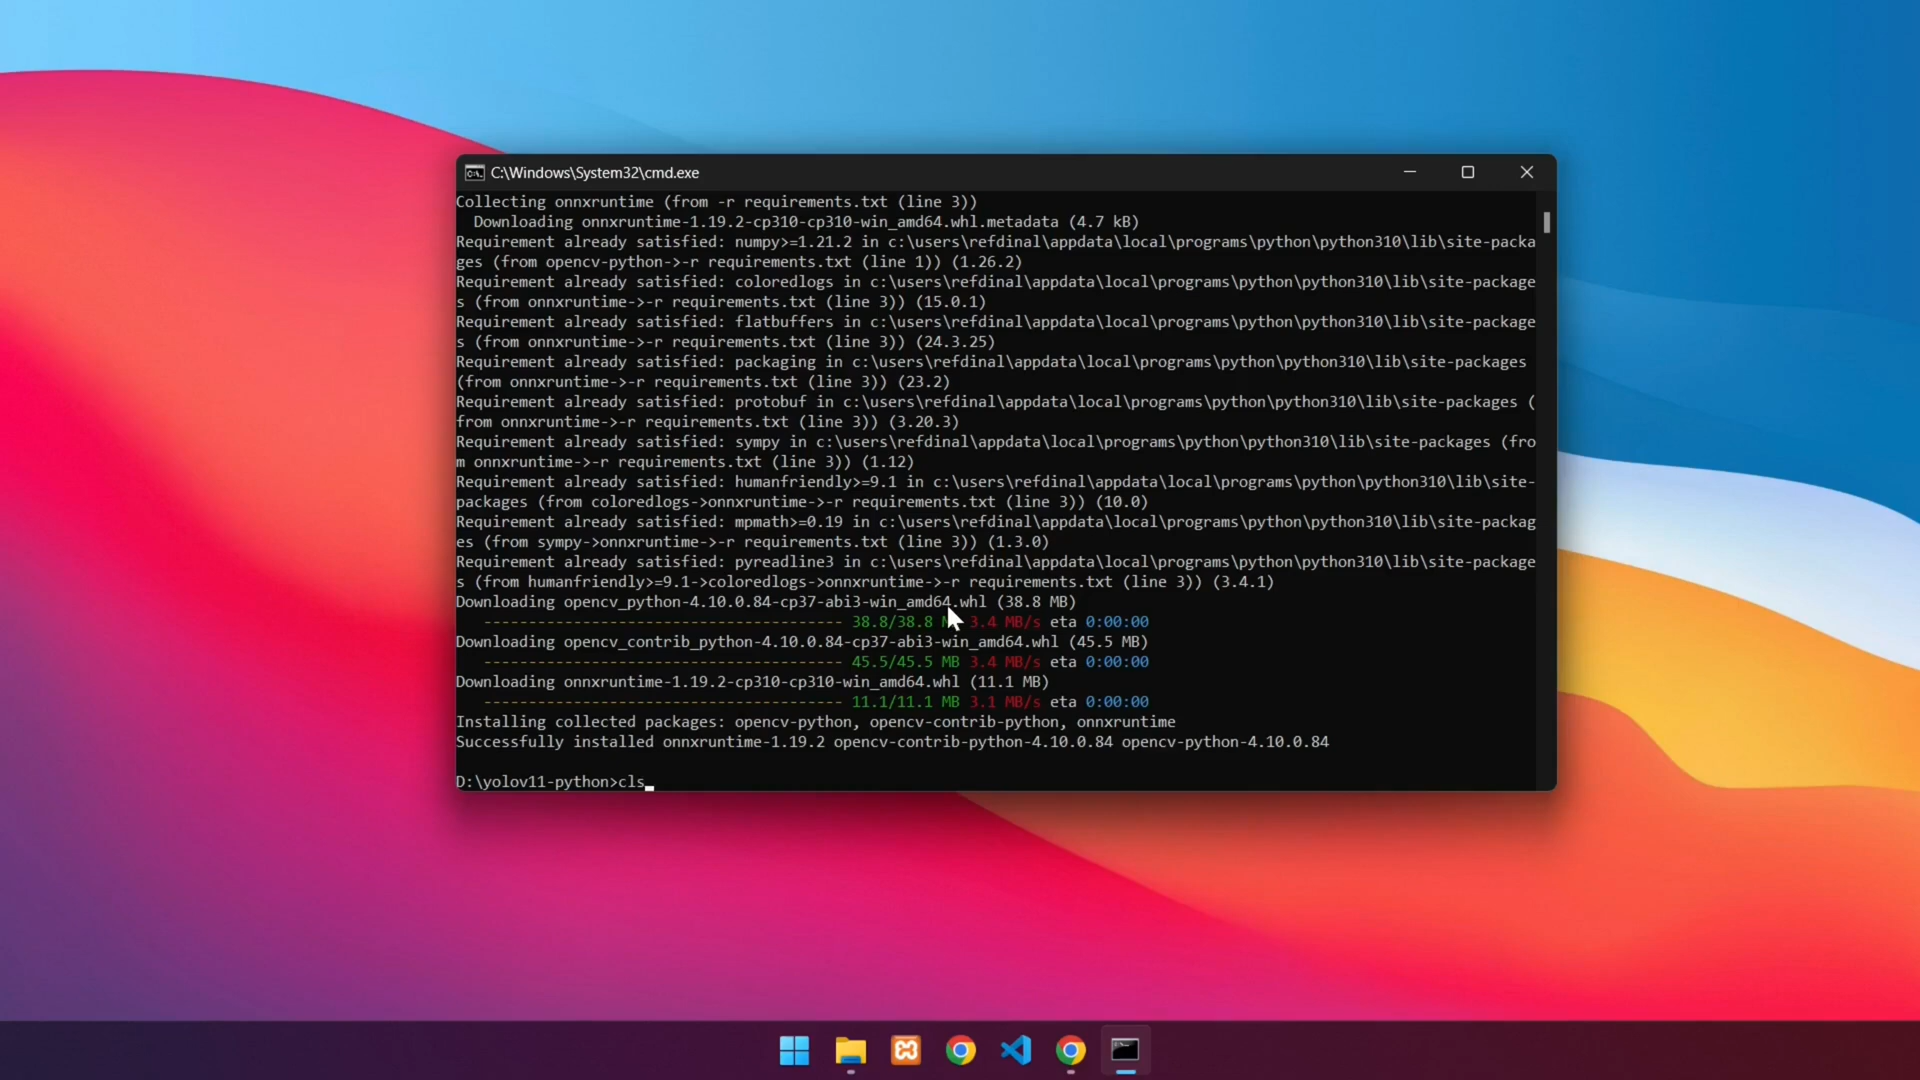 C:\Windows\System32\cmd.exe
Collecting onnxruntime (from -r requirements.txt (line 3))
Downloading onnxruntime-1.19.2-cp310-cp310-win_amd64.whl.metadata (4.7 kB)
Requirement already satisfied: numpy>=1.21.2 in c:\users\refdinal\appdata\local\programs\python\python310\lib\site-packa
ges (from opencv-python->-r requirements.txt (line 1)) (1.26.2)
Requirement already satisfied: coloredlogs in c:\users\refdinal\appdata\local\programs\python\python310\lib\site-package
s (from onnxruntime->-r requirements.txt (line 3)) (15.0.1)
Requirement already satisfied: flatbuffers in c:\users\refdinal\appdata\local\programs\python\python310\lib\site-package
s (from onnxruntime->-r requirements.txt (line 3)) (24.3.25)
Requirement already satisfied: packaging in c:\users\refdinal\appdata\local\programs\python\python310\lib\site-packages
(from onnxruntime->-r requirements.txt (line 3)) (23.2)
Requirement already satisfied: protobuf in c:\users\refdinal\appdata\local\programs\python\python310\lib\site-packages (
from onnxruntime->-r requirements.txt (line 3)) (3.20.3)
Requirement already satisfied: sympy in c:\users\refdinal\appdata\local\programs\python\python310\lib\site-packages (fro
m onnxruntime->-r requirements.txt (line 3)) (1.12)
Requirement already satisfied: humanfriendly>=9.1 in c:\users\refdinal\appdata\local\programs\python\python310\lib\site-
packages (from coloredlogs->onnxruntime->-r requirements.txt (line 3)) (10.0)
Requirement already satisfied: mpmath>=0.19 in c:\users\refdinal\appdata\local\programs\python\python310\lib\site-packag
es (from sympy->onnxruntime->-r requirements.txt (line 3)) (1.3.0)
Requirement already satisfied: pyreadline3 in c:\users\refdinal\appdata\local\programs\python\python310\lib\site-package
s (from humanfriendly>=9.1->coloredlogs->onnxruntime->-r requirements.txt (line 3)) (3.4.1)
Downloading opencv_python-4.10.0.84-cp37-abi3-win_amd64.whl (38.8 MB)
---------------------------------------- 38.8/38.8 MB 3.4 MB/s eta 0:00:00
Downloading opencv_contrib_python-4.10.0.84-cp37-abi3-win_amd64.whl (45.5 MB)
---------------------------------------- 45.5/45.5 MB 3.4 MB/s eta 0:00:00
Downloading onnxruntime-1.19.2-cp310-cp310-win_amd64.whl (11.1 MB)
---------------------------------------- 11.1/11.1 MB 3.1 MB/s eta 0:00:00
Installing collected packages: opencv-python, opencv-contrib-python, onnxruntime
Successfully installed onnxruntime-1.19.2 opencv-contrib-python-4.10.0.84 opencv-python-4.10.0.84
D:\yolov11-python>cls